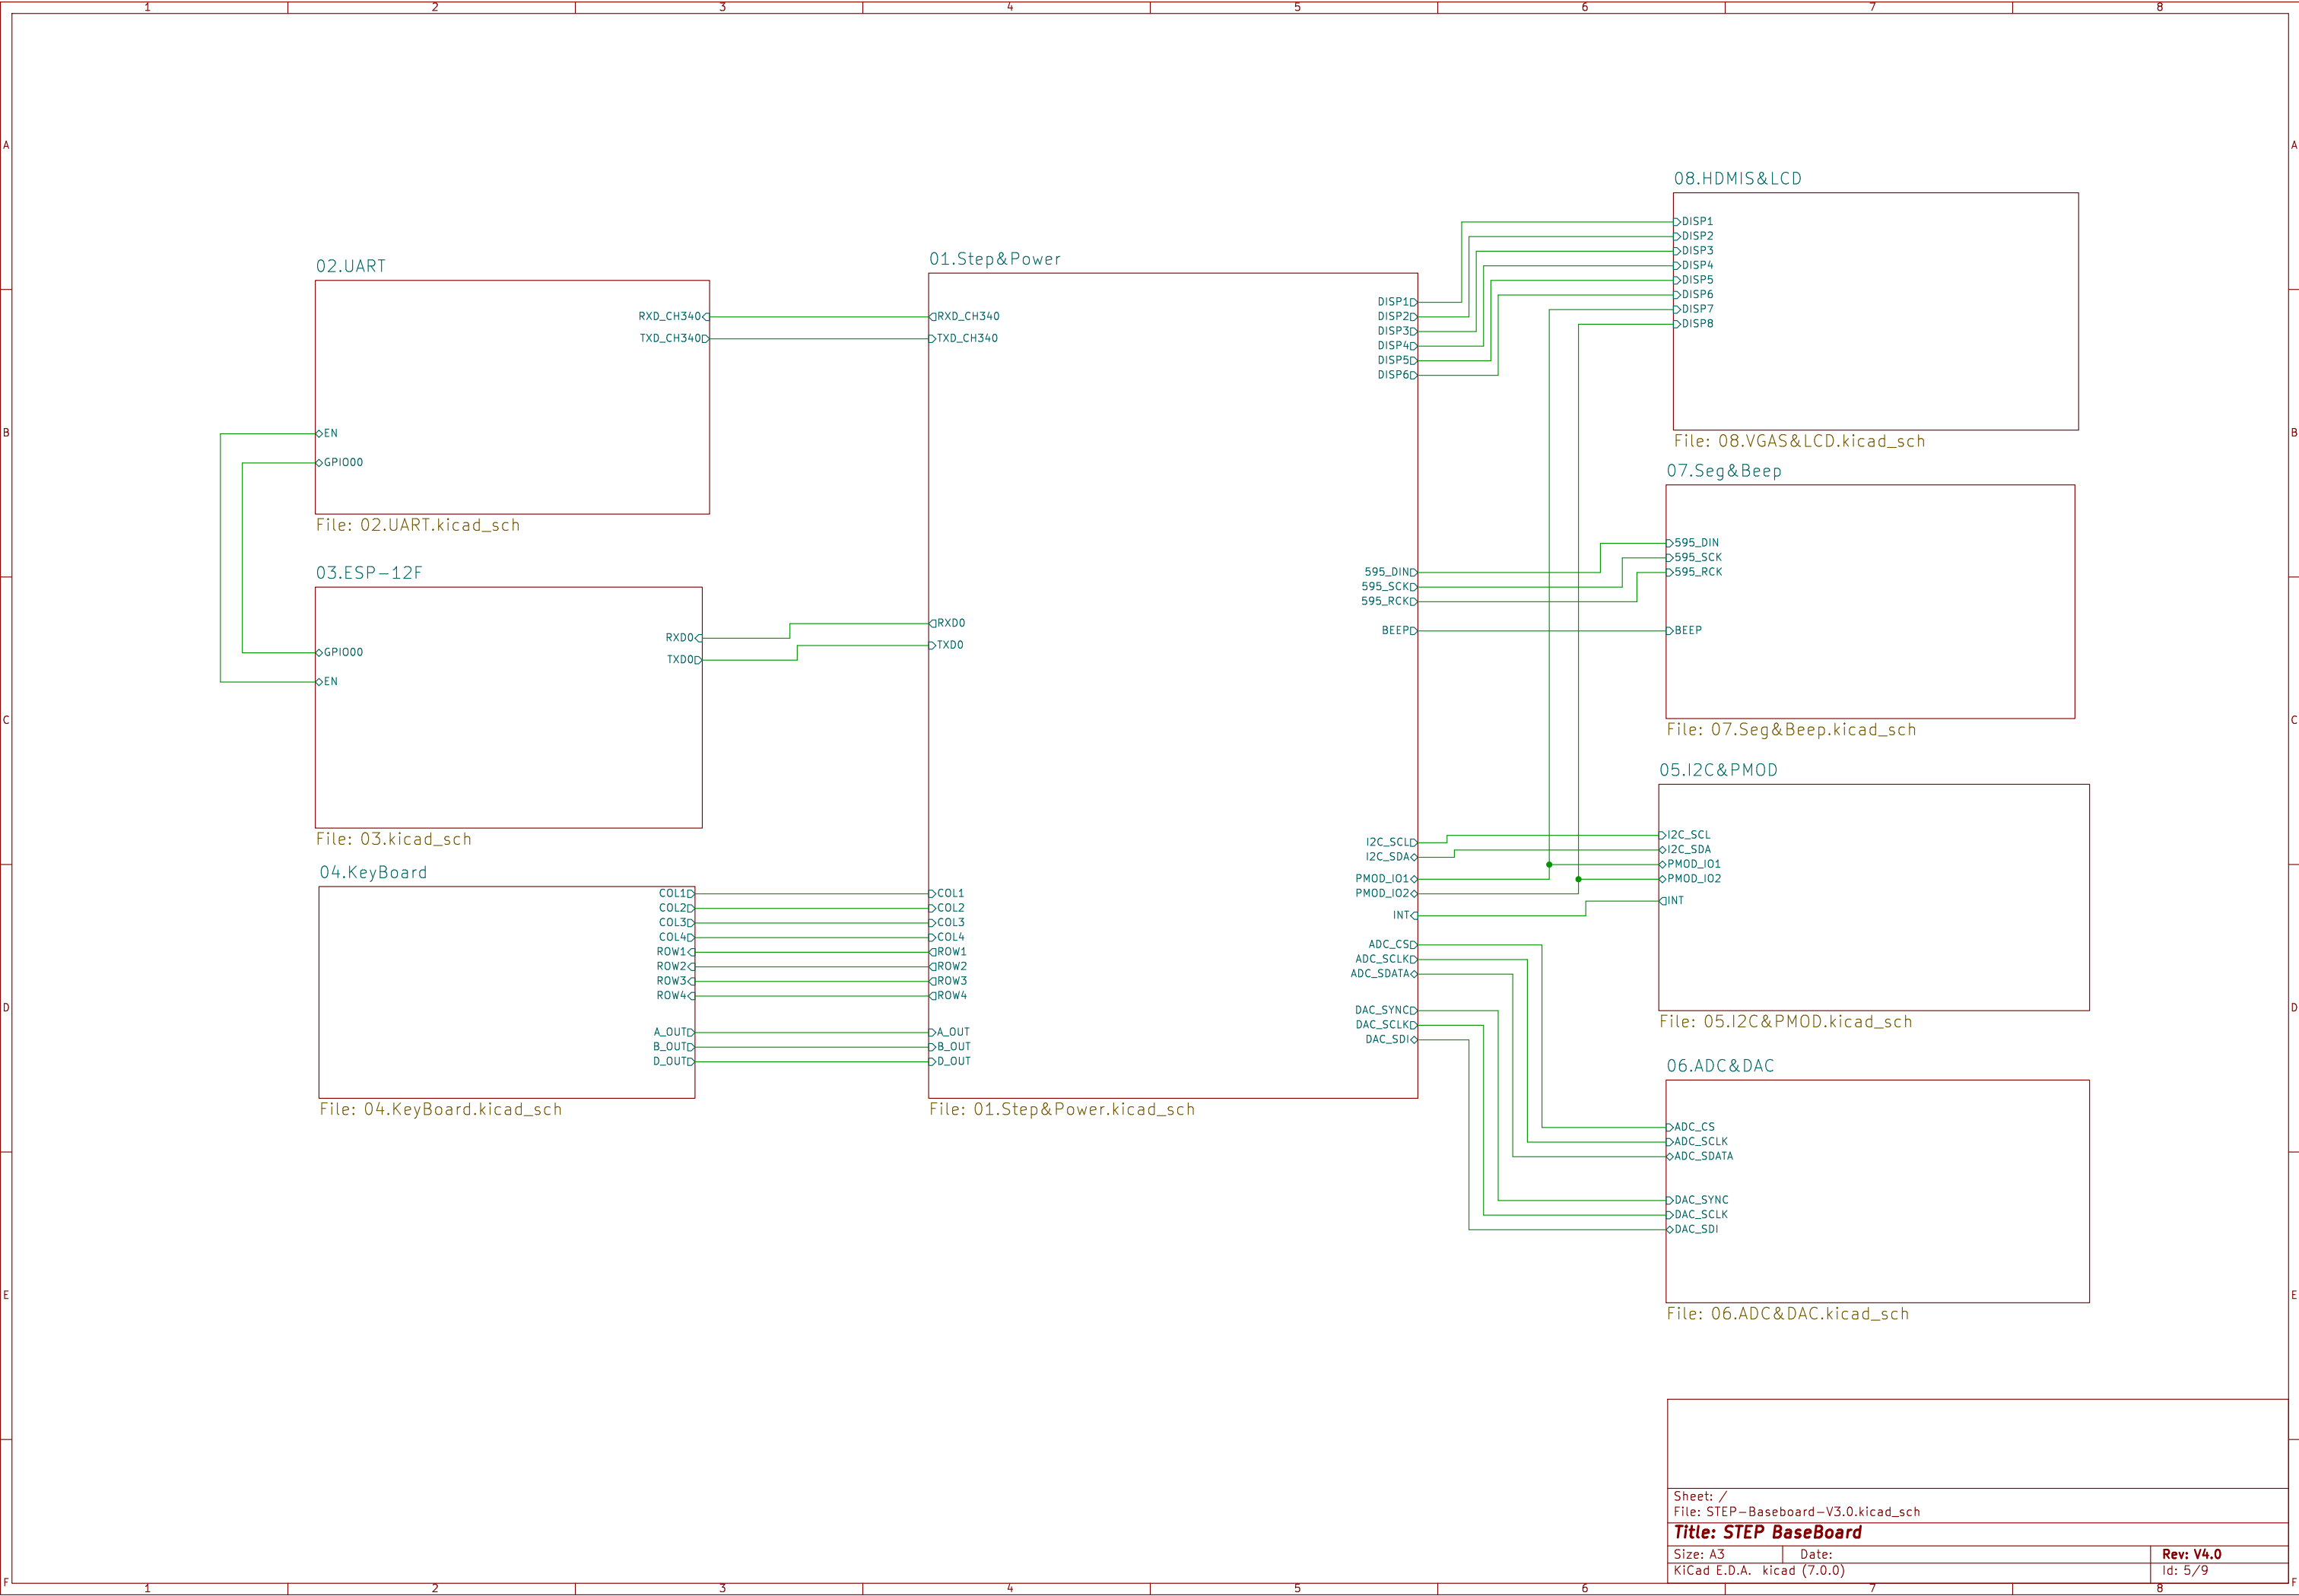 1 2 3 4 5 6 7 8
A A
B B
C C
D D
E E
F F
02.UART
RXD_CH340
TXD_CH340
EN
GPIO00
File: 02.UART.kicad_sch
03.ESP-12F
RXD0
TXD0
GPIO00
EN
File: 03.kicad_sch
04.KeyBoard
COL1
COL2
COL3
COL4
ROW1
ROW2
ROW3
ROW4
A_OUT
B_OUT
D_OUT
File: 04.KeyBoard.kicad_sch
01.Step&Power
RXD_CH340
TXD_CH340
RXD0
TXD0
COL1
COL2
COL3
COL4
ROW1
ROW2
ROW3
ROW4
A_OUT
B_OUT
D_OUT
DISP1
DISP2
DISP3
DISP4
DISP5
DISP6
595_DIN
595_SCK
595_RCK
BEEP
I2C_SCL
I2C_SDA
PMOD_IO1
PMOD_IO2
INT
ADC_CS
ADC_SCLK
ADC_SDATA
DAC_SYNC
DAC_SCLK
DAC_SDI
File: 01.Step&Power.kicad_sch
08.HDMIS&LCD
DISP1
DISP2
DISP3
DISP4
DISP5
DISP6
DISP7
DISP8
File: 08.VGAS&LCD.kicad_sch
07.Seg&Beep
595_DIN
595_SCK
595_RCK
BEEP
File: 07.Seg&Beep.kicad_sch
05.I2C&PMOD
I2C_SCL
I2C_SDA
PMOD_IO1
PMOD_IO2
INT
File: 05.I2C&PMOD.kicad_sch
06.ADC&DAC
ADC_CS
ADC_SCLK
ADC_SDATA
DAC_SYNC
DAC_SCLK
DAC_SDI
File: 06.ADC&DAC.kicad_sch
Sheet: /
File: STEP-Baseboard-V3.0.kicad_sch
Title: STEP BaseBoard
Size: A3 Date: Rev: V4.0
KiCad E.D.A. kicad (7.0.0) Id: 5/9
1 2 3 4 5 6 7 8